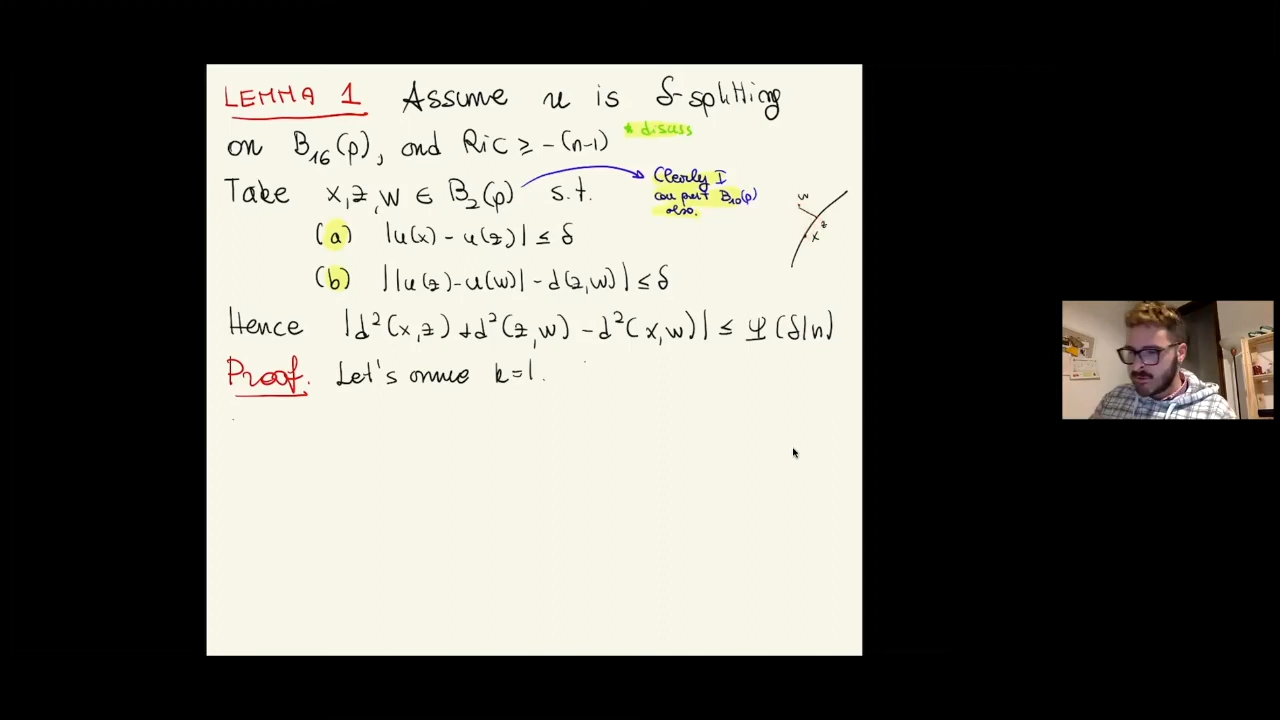 LEMMA 1 Assume u is δ-splitting
on B₁₆(p), and Ric ≥ -(n-1) * discuss
Take x,z,w ∈ B₂(p) s.t. Clearly I
can put B₁₀(p)
also.
w
z
x
(a) |u(x) - u(z)| ≤ δ
(b) ||u(z)-u(w)| - d(z,w)| ≤ δ
Hence |d²(x,z) + d²(z,w) - d²(x,w)| ≤ Ψ(δ|n)
Proof. Let's assume k=1.